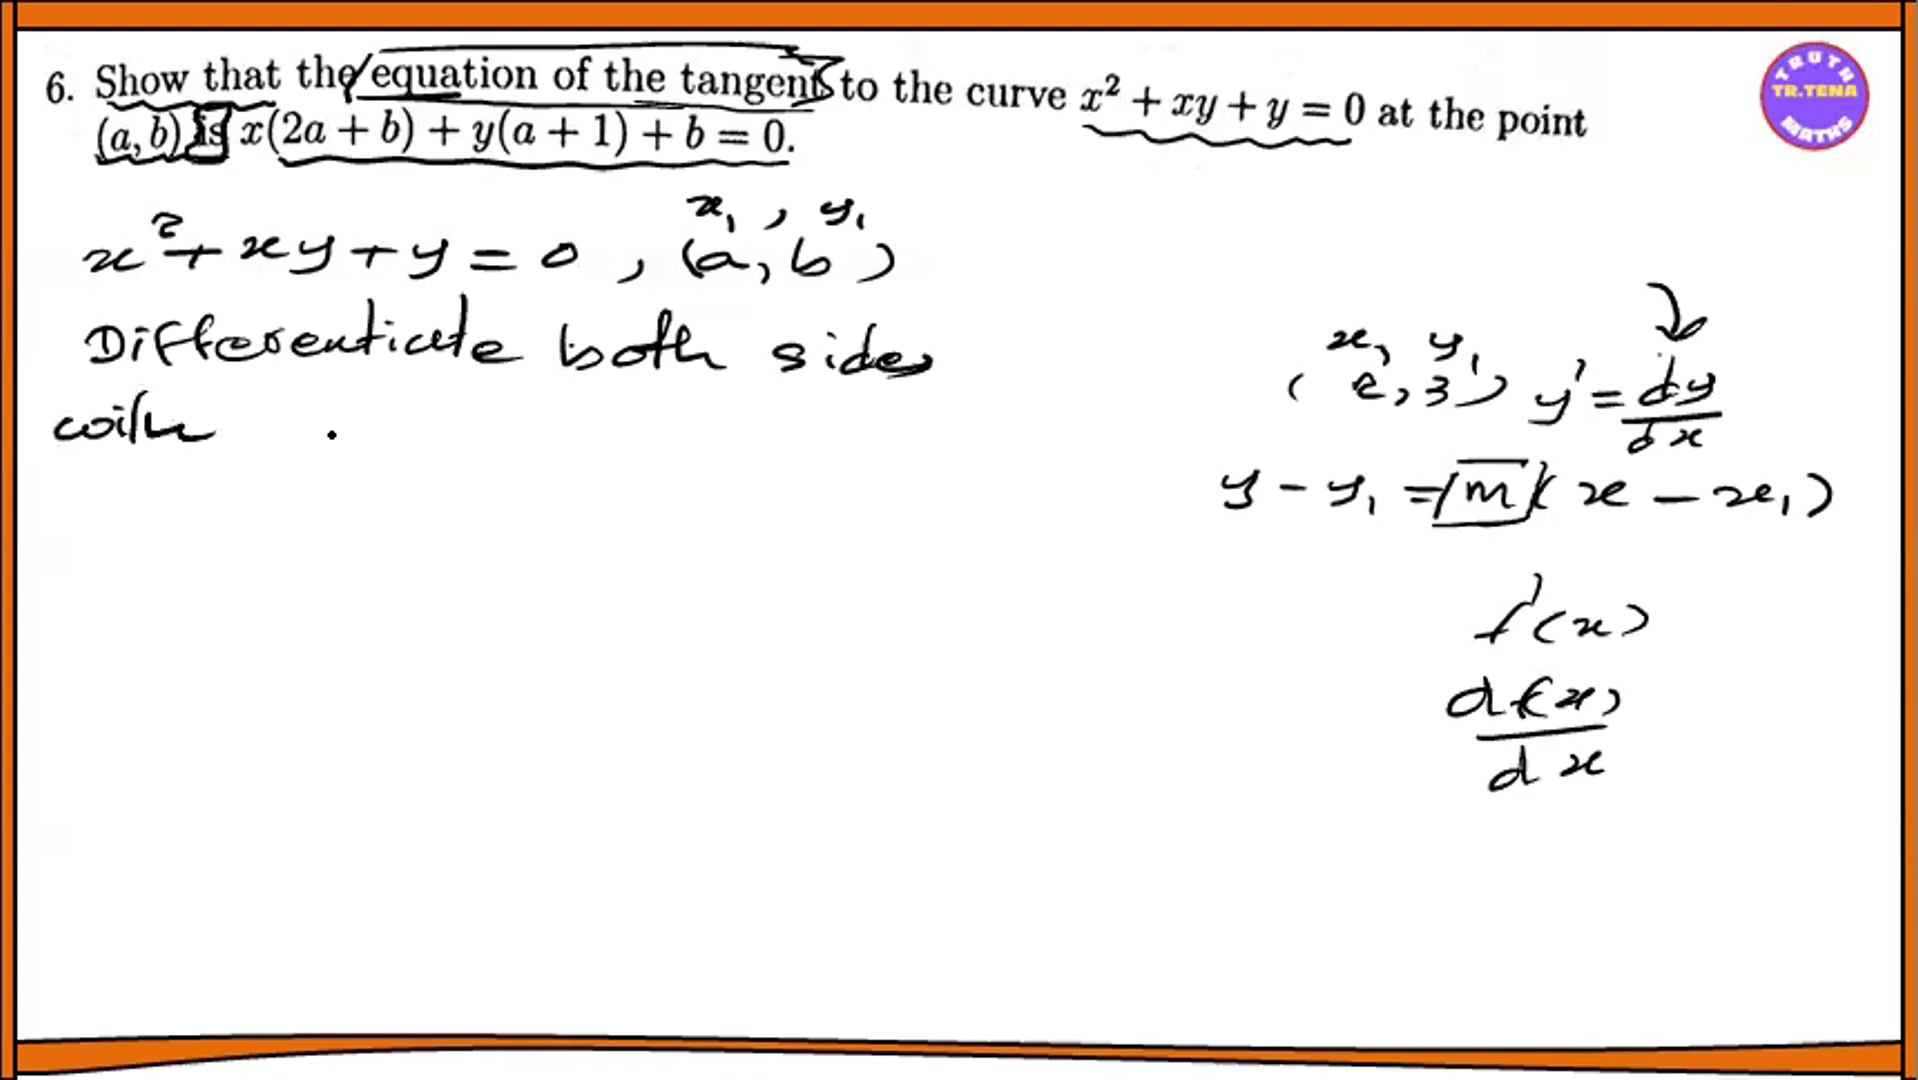 6. Show that the equation of the tangent to the curve x² + xy + y = 0 at the point
(a, b) is x(2a + b) + y(a + 1) + b = 0.
TRUTH
TR.TENA
MATHS
x² + xy + y = 0 , (a, b)
x₁ , y₁
Differentiate both sides
with
x₁ y₁
( 2, 3 ) y' = dy/dx
y - y₁ = m(x - x₁)
f'(x)
d f(x)
dx